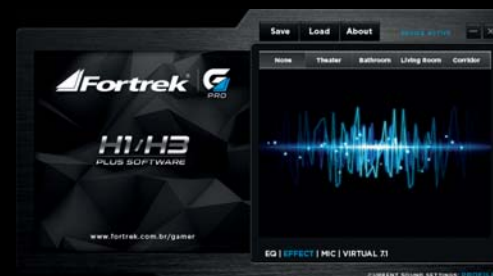 Save Load About
None Theater Bathroom Living Room Corridor
Fortrek G
PRO
H1/H3
PLUS SOFTWARE
www.fortrek.com.br/gamer
EQ | EFFECT | MIC | VIRTUAL 7.1
CURRENT SOUND SETTINGS: